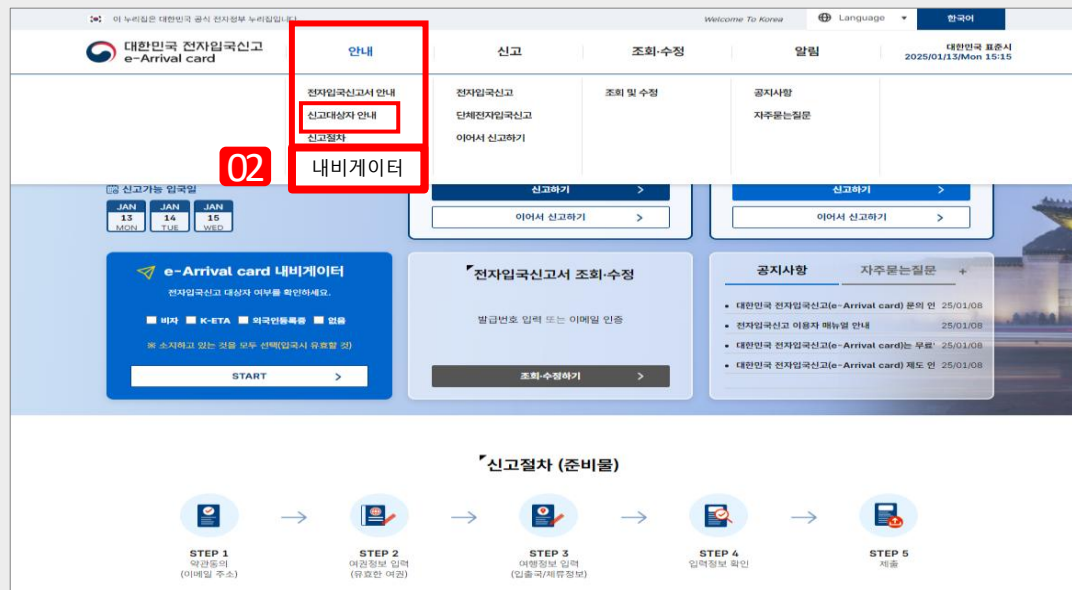 이 누리집은 대한민국 공식 전자정부 누리집입니다.
Welcome To Korea
Language
한국어
대한민국 전자입국신고
e-Arrival card
안내
신고
조회·수정
알림
대한민국 표준시
2025/01/13/Mon 15:15
전자입국신고서 안내
전자입국신고
조회 및 수정
공지사항
신고대상자 안내
단체전자입국신고
자주묻는질문
신고절차
이어서 신고하기
02
내비게이터
신고가능 입국일
신고하기 >
신고하기 >
JAN 13 MON
JAN 14 TUE
JAN 15 WED
이어서 신고하기 >
이어서 신고하기 >
e-Arrival card 내비게이터
전자입국신고 대상자 여부를 확인하세요.
비자 K-ETA 외국인등록증 없음
※ 소지하고 있는 것을 모두 선택(입국시 유효할 것)
START >
전자입국신고서 조회·수정
발급번호 입력 또는 이메일 인증
조회·수정하기 >
공지사항
자주묻는질문 +
• 대한민국 전자입국신고(e-Arrival card) 문의 안 25/01/08
• 전자입국신고 이용자 매뉴얼 안내 25/01/08
• 대한민국 전자입국신고(e-Arrival card)는 무료 25/01/08
• 대한민국 전자입국신고(e-Arrival card) 제도 안 25/01/08
신고절차 (준비물)
STEP 1
약관동의
(이메일 주소)
STEP 2
여권정보 입력
(유효한 여권)
STEP 3
여행정보 입력
(입출국/체류정보)
STEP 4
입력정보 확인
STEP 5
제출